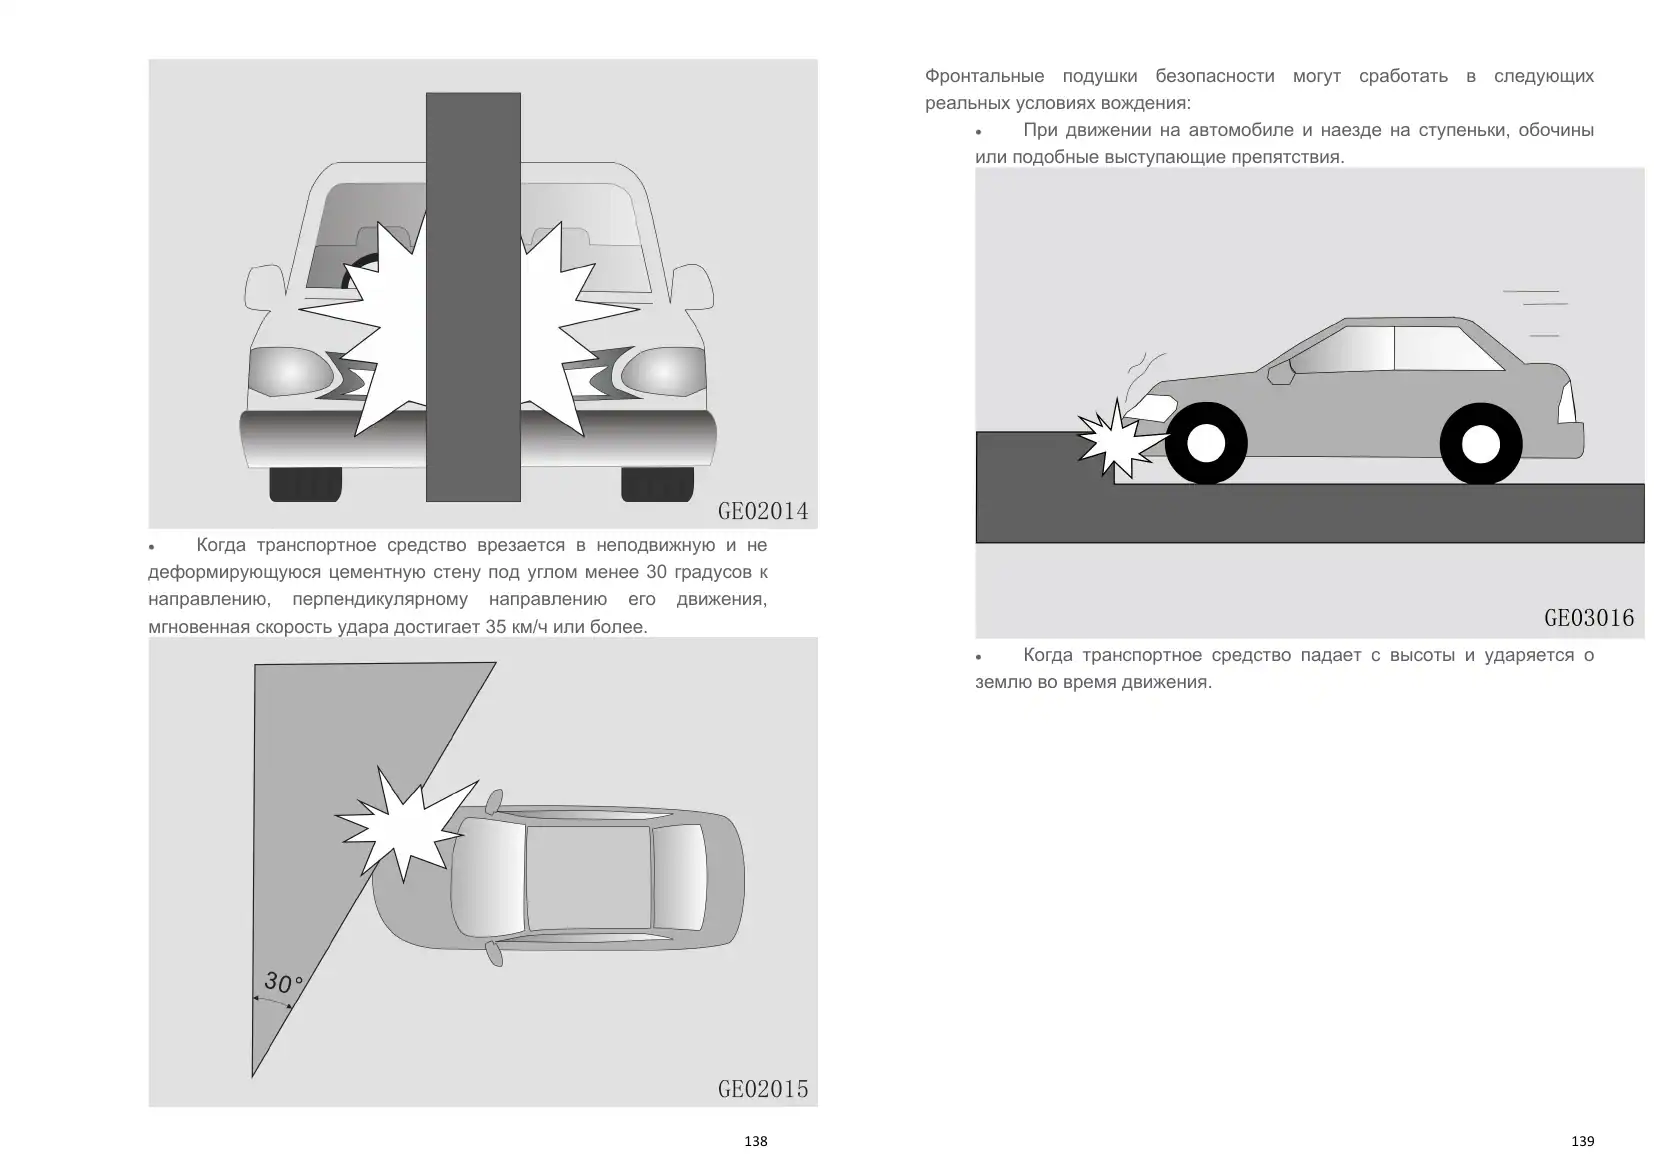 GE02014
• Когда транспортное средство врезается в неподвижную и не
деформирующуюся цементную стену под углом менее 30 градусов к
направлению, перпендикулярному направлению его движения,
мгновенная скорость удара достигает 35 км/ч или более.
30°
GE02015
138
Фронтальные подушки безопасности могут сработать в следующих
реальных условиях вождения:
• При движении на автомобиле и наезде на ступеньки, обочины
или подобные выступающие препятствия.
GE03016
• Когда транспортное средство падает с высоты и ударяется о
землю во время движения.
139